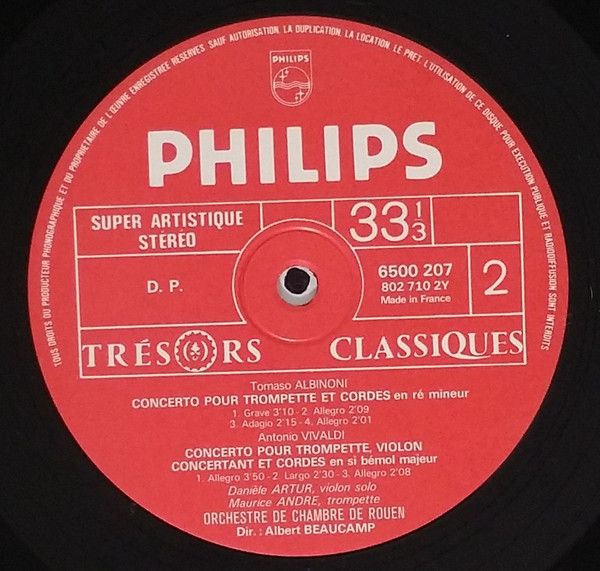 TOUS DROITS DU PRODUCTEUR PHONOGRAPHIQUE ET DU PROPRIETAIRE DE L'ŒUVRE ENREGISTREE RESERVES. SAUF AUTORISATION, LA DUPLICATION, LA LOCATION, LE PRET, L'UTILISATION DE CE DISQUE POUR EXECUTION PUBLIQUE ET RADIODIFFUSION SONT INTERDITS
PHILIPS
PHILIPS
SUPER ARTISTIQUE
STÉRÉO
33 1/3
D. P.
6500 207
802 710 2Y
Made in France
2
TRÉSORS CLASSIQUES
Tomaso ALBINONI
CONCERTO POUR TROMPETTE ET CORDES en ré mineur
1. Grave 3'10 - 2. Allegro 2'09
3. Adagio 2'15 - 4. Allegro 2'01
Antonio VIVALDI
CONCERTO POUR TROMPETTE, VIOLON
CONCERTANT ET CORDES en si bémol majeur
1. Allegro 3'50 - 2. Largo 2'30 - 3. Allegro 2'08
Danièle ARTUR, violon solo
Maurice ANDRE, trompette
ORCHESTRE DE CHAMBRE DE ROUEN
Dir. : Albert BEAUCAMP